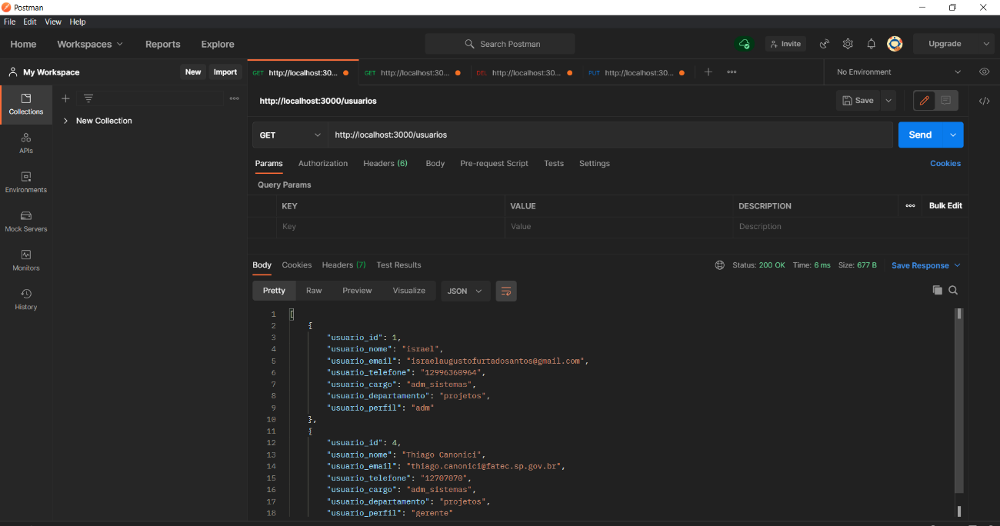 Postman
File Edit View Help
Home Workspaces Reports Explore Search Postman Invite Upgrade
My Workspace New Import
GET http://localhost:30... GET http://localhost:30... DEL http://localhost:30... PUT http://localhost:30... No Environment
Collections
APIs
Environments
Mock Servers
Monitors
History
New Collection
http://localhost:3000/usuarios Save
GET http://localhost:3000/usuarios Send
Params Authorization Headers (6) Body Pre-request Script Tests Settings Cookies
Query Params
KEY VALUE DESCRIPTION Bulk Edit
Key Value Description
Body Cookies Headers (7) Test Results Status: 200 OK Time: 6 ms Size: 677 B Save Response
Pretty Raw Preview Visualize JSON
1 [
2 {
3 "usuario_id": 1,
4 "usuario_nome": "israel",
5 "usuario_email": "israelaugustofurtadosantos@gmail.com",
6 "usuario_telefone": "12996360964",
7 "usuario_cargo": "adm_sistemas",
8 "usuario_departamento": "projetos",
9 "usuario_perfil": "adm"
10 },
11 {
12 "usuario_id": 4,
13 "usuario_nome": "Thiago Canonici",
14 "usuario_email": "thiago.canonici@fatec.sp.gov.br",
15 "usuario_telefone": "12707070",
16 "usuario_cargo": "adm_sistemas",
17 "usuario_departamento": "projetos",
18 "usuario_perfil": "gerente"